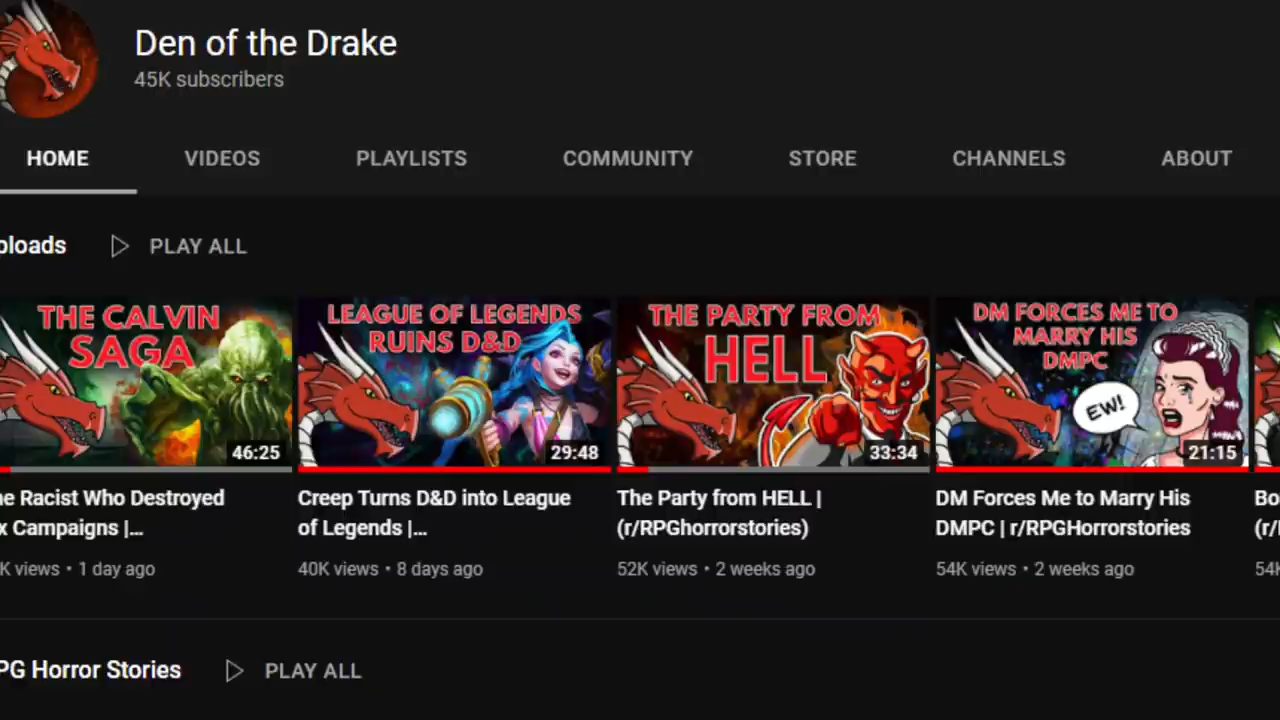 Den of the Drake
45K subscribers
HOME VIDEOS PLAYLISTS COMMUNITY STORE CHANNELS ABOUT
ploads PLAY ALL
THE CALVIN
SAGA
46:25
LEAGUE OF LEGENDS
RUINS D&D
29:48
THE PARTY FROM
HELL
33:34
DM FORCES ME TO
MARRY HIS
DMPC
EW!
21:15
e Racist Who Destroyed
x Campaigns |...
K views • 1 day ago
Creep Turns D&D into League
of Legends |...
40K views • 8 days ago
The Party from HELL |
(r/RPGhorrorstories)
52K views • 2 weeks ago
DM Forces Me to Marry His
DMPC | r/RPGHorrorstories
54K views • 2 weeks ago
Bo
(r/
54K
PG Horror Stories PLAY ALL